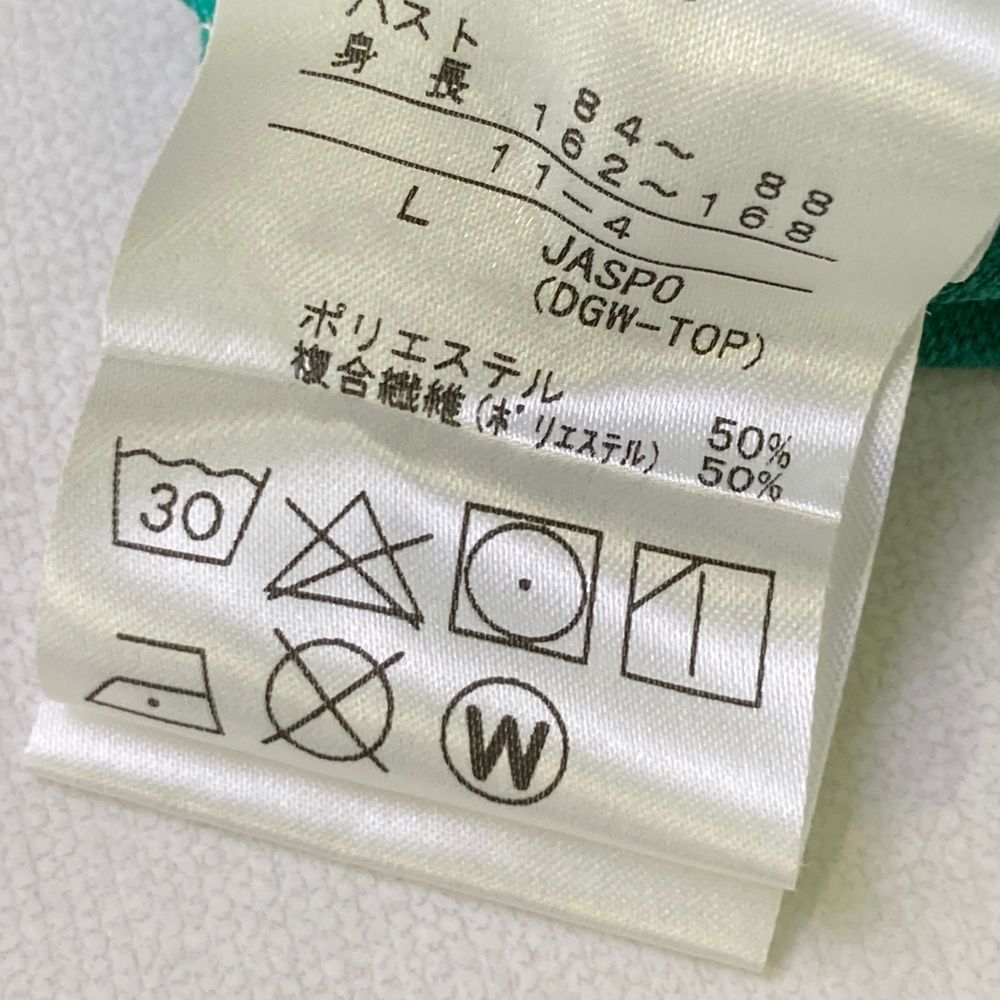 バスト 84～88
身長 162～168
11-4
L JASPO
(DGW-TOP)
ポリエステル 50%
複合繊維(ポリエステル) 50%
30
W